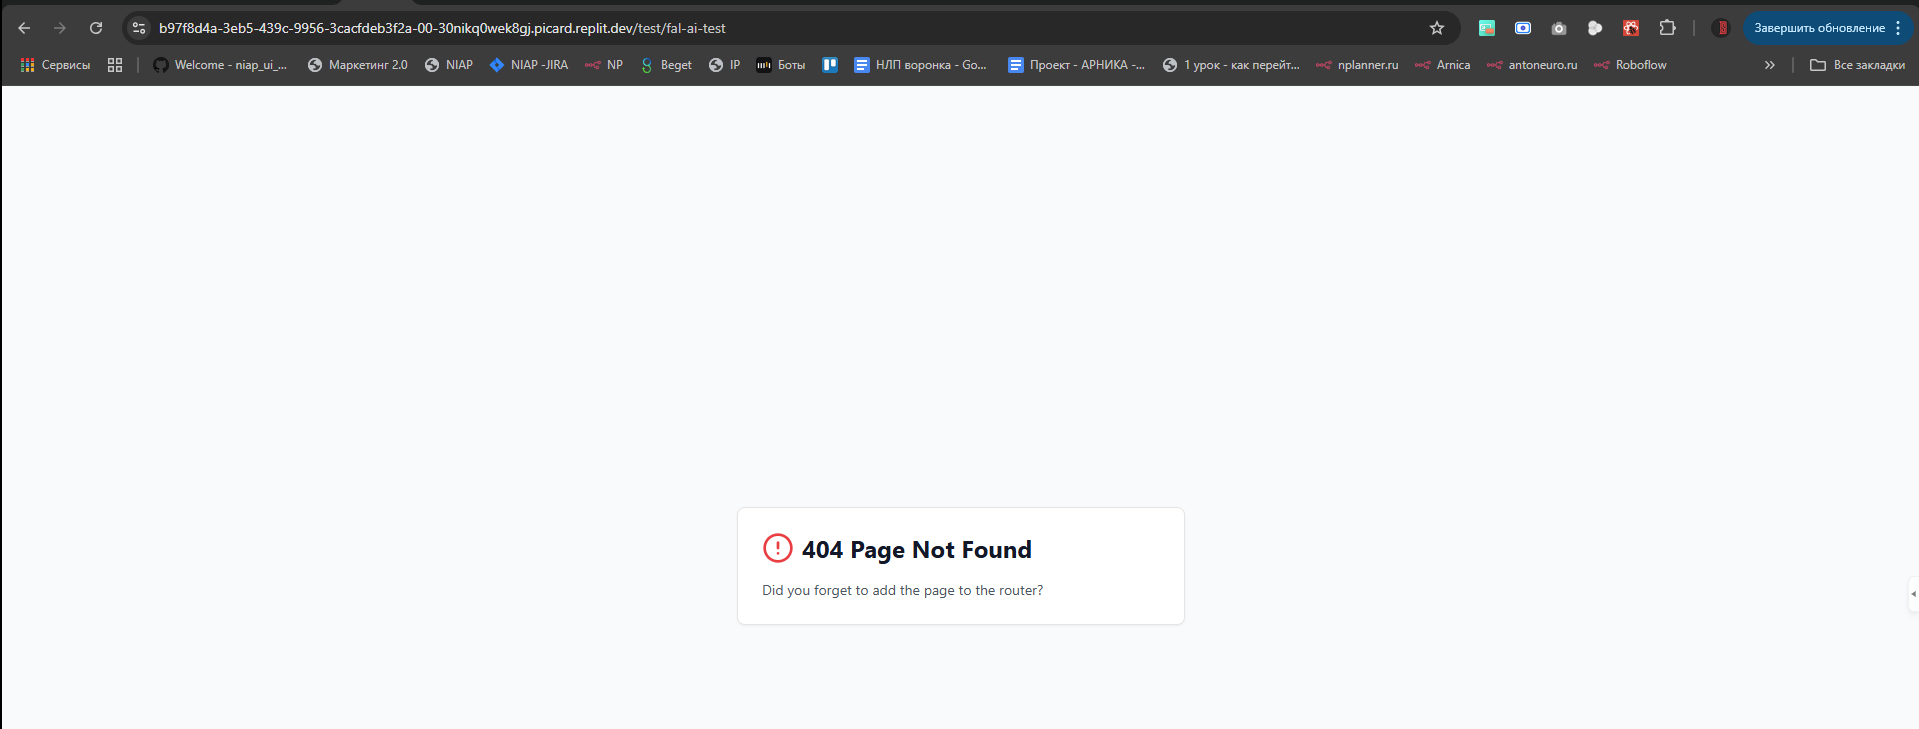 b97f8d4a-3eb5-439c-9956-3cacfdeb3f2a-00-30nikq0wek8gj.picard.replit.dev/test/fal-ai-test
Завершить обновление
Сервисы
Welcome - niap_ui_...
Маркетинг 2.0
NIAP
NIAP -JIRA
NP
Beget
IP
Боты
НЛП воронка - Go...
Проект - АРНИКА -...
1 урок - как перейт...
nplanner.ru
Arnica
antoneuro.ru
Roboflow
Все закладки
404 Page Not Found
Did you forget to add the page to the router?